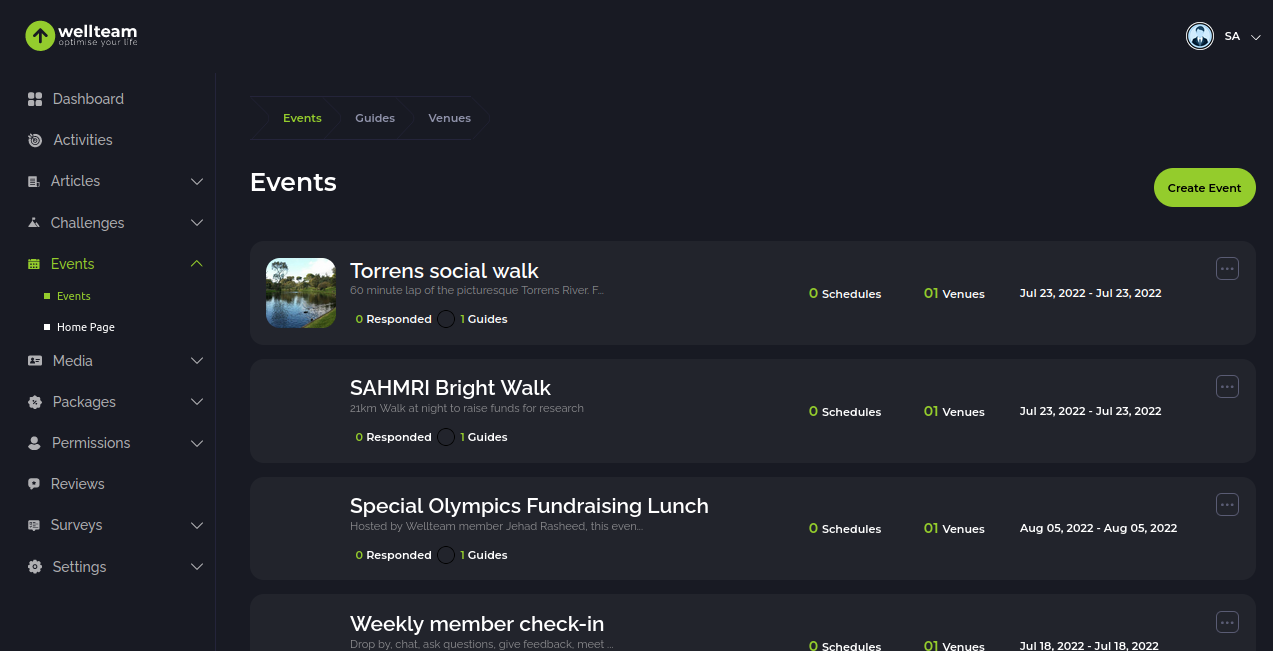 wellteam
optimise your life
SA
Dashboard
Activities
Articles
Challenges
Events
Events
Home Page
Media
Packages
Permissions
Reviews
Surveys
Settings
Events Guides Venues
Events
Create Event
Torrens social walk
60 minute lap of the picturesque Torrens River. F...
0 Responded 1 Guides
0 Schedules 01 Venues Jul 23, 2022 - Jul 23, 2022
SAHMRI Bright Walk
21km Walk at night to raise funds for research
0 Responded 1 Guides
0 Schedules 01 Venues Jul 23, 2022 - Jul 23, 2022
Special Olympics Fundraising Lunch
Hosted by Wellteam member Jehad Rasheed, this even...
0 Responded 1 Guides
0 Schedules 01 Venues Aug 05, 2022 - Aug 05, 2022
Weekly member check-in
Drop by, chat, ask questions, give feedback, meet ...
0 Schedules 01 Venues Jul 18, 2022 - Jul 18, 2022